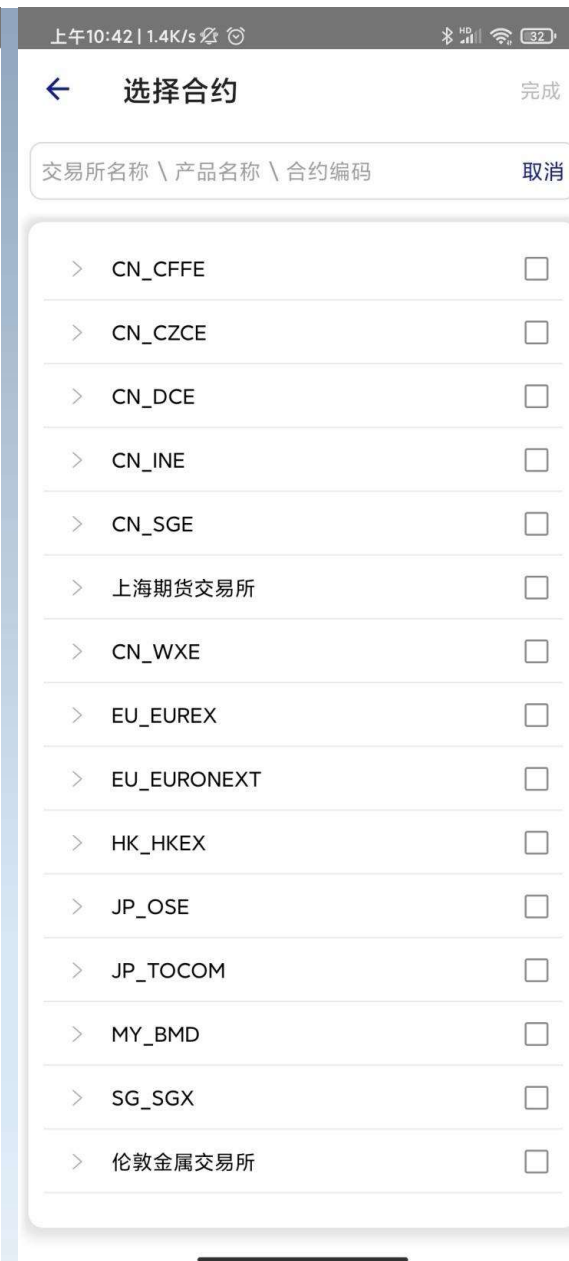 上午10:42 | 1.4K/s
HD 32
选择合约
完成
交易所名称 \ 产品名称 \ 合约编码
取消
CN_CFFE
CN_CZCE
CN_DCE
CN_INE
CN_SGE
上海期货交易所
CN_WXE
EU_EUREX
EU_EURONEXT
HK_HKEX
JP_OSE
JP_TOCOM
MY_BMD
SG_SGX
伦敦金属交易所